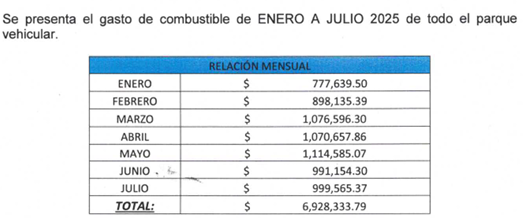 Se presenta el gasto de combustible de ENERO A JULIO 2025 de todo el parque
vehicular.
RELACIÓN MENSUAL
ENERO $ 777,639.50
FEBRERO $ 898,135.39
MARZO $ 1,076,596.30
ABRIL $ 1,070,657.86
MAYO $ 1,114,585.07
JUNIO $ 991,154.30
JULIO $ 999,565.37
TOTAL: $ 6,928,333.79